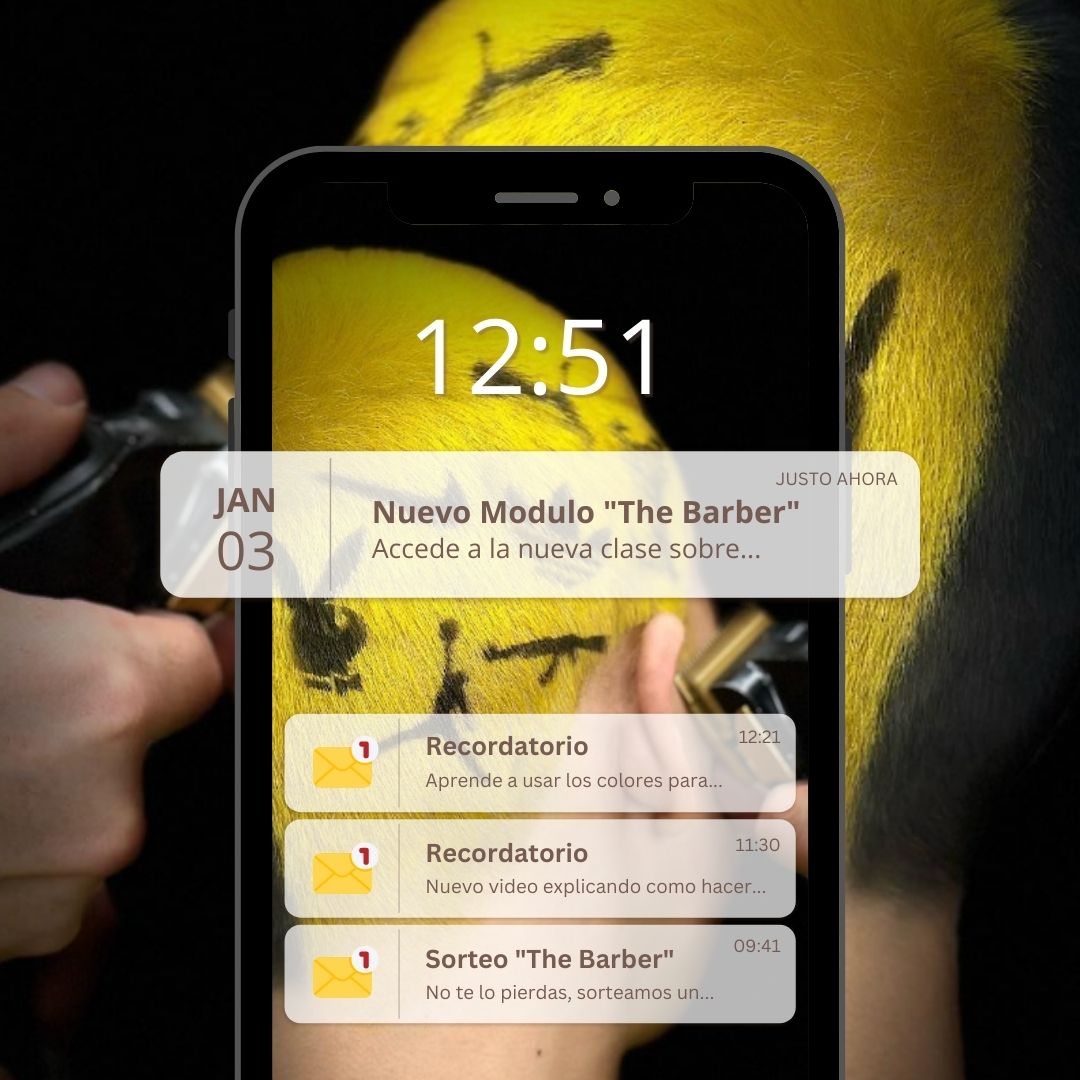 12:51
JUSTO AHORA
JAN
03
Nuevo Modulo "The Barber"
Accede a la nueva clase sobre...
1
Recordatorio
12:21
Aprende a usar los colores para...
1
Recordatorio
11:30
Nuevo video explicando como hacer...
1
Sorteo "The Barber"
09:41
No te lo pierdas, sorteamos un...